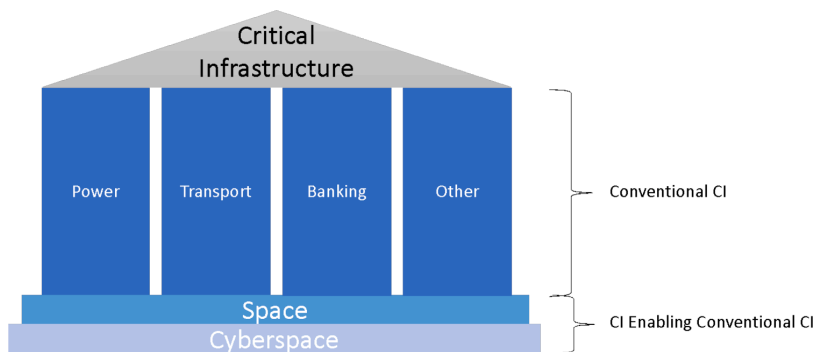 Critical
Infrastructure
Power
Transport
Banking
Other
Conventional CI
Space
CI Enabling Conventional CI
Cyberspace